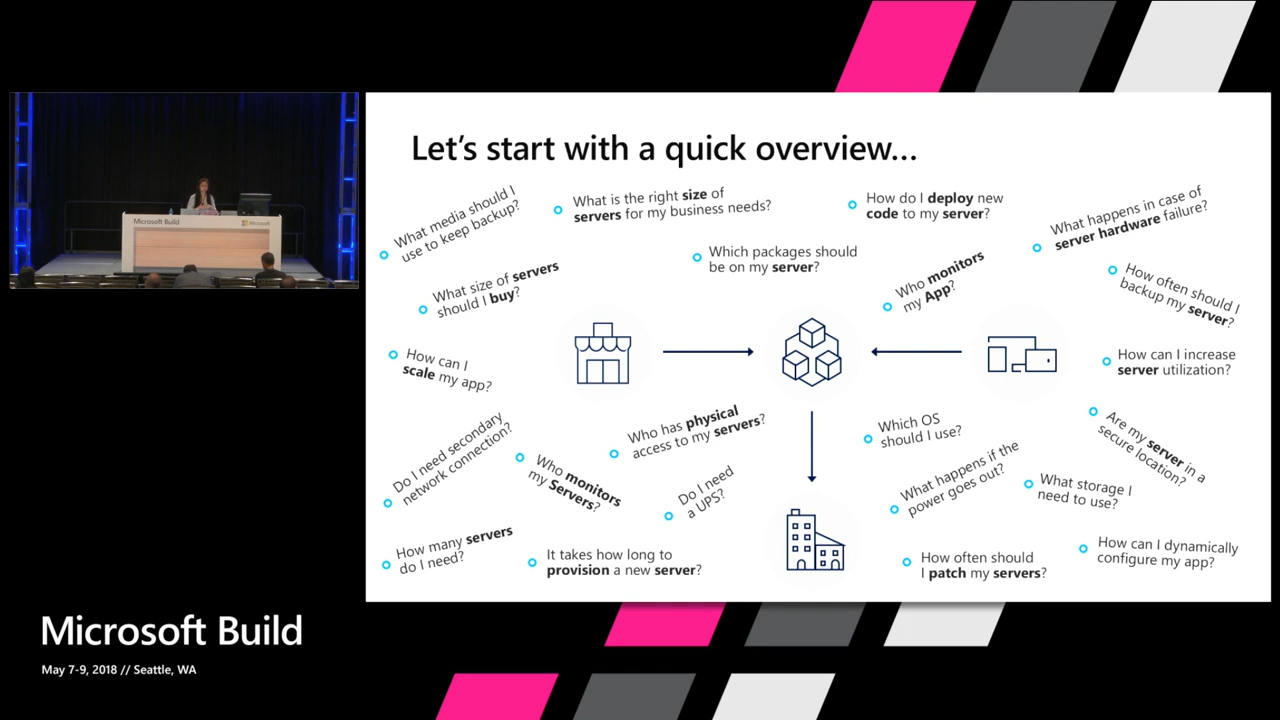 Let's start with a quick overview...
What media should I
use to keep backup?
What is the right size of
servers for my business needs?
How do I deploy new
code to my server?
What happens in case of
server hardware failure?
Which packages should
be on my server?
What size of servers
should I buy?
Who monitors
my App?
How often should I
backup my server?
How can I
scale my app?
How can I increase
server utilization?
Do I need secondary
network connection?
Who monitors
my Servers?
Who has physical
access to my servers?
Which OS
should I use?
Are my server in a
secure location?
Do I need
a UPS?
What happens if the
power goes out?
What storage I
need to use?
How many servers
do I need?
It takes how long to
provision a new server?
How often should
I patch my servers?
How can I dynamically
configure my app?
Microsoft Build
Microsoft
Microsoft Build
May 7-9, 2018 // Seattle, WA